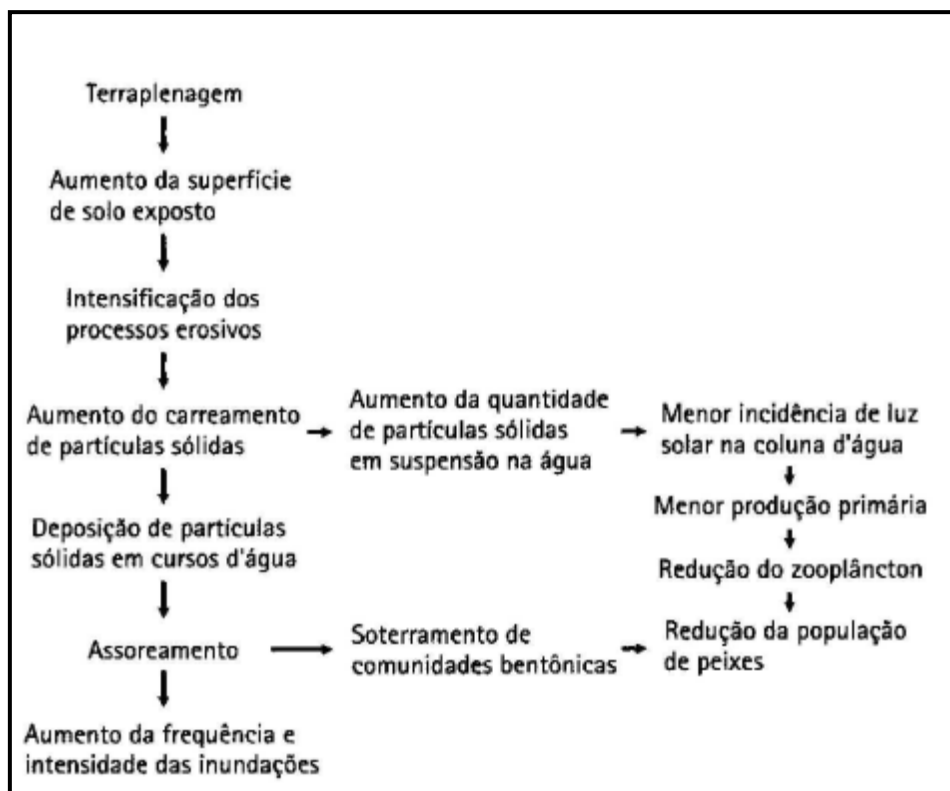 Terraplenagem
Aumento da superfície
de solo exposto
Intensificação dos
processos erosivos
Aumento do carreamento
de partículas sólidas
Aumento da quantidade
de partículas sólidas
em suspensão na água
Menor incidência de luz
solar na coluna d'água
Deposição de partículas
sólidas em cursos d'água
Menor produção primária
Redução do zooplâncton
Assoreamento
Soterramento de
comunidades bentônicas
Redução da população
de peixes
Aumento da frequência e
intensidade das inundações